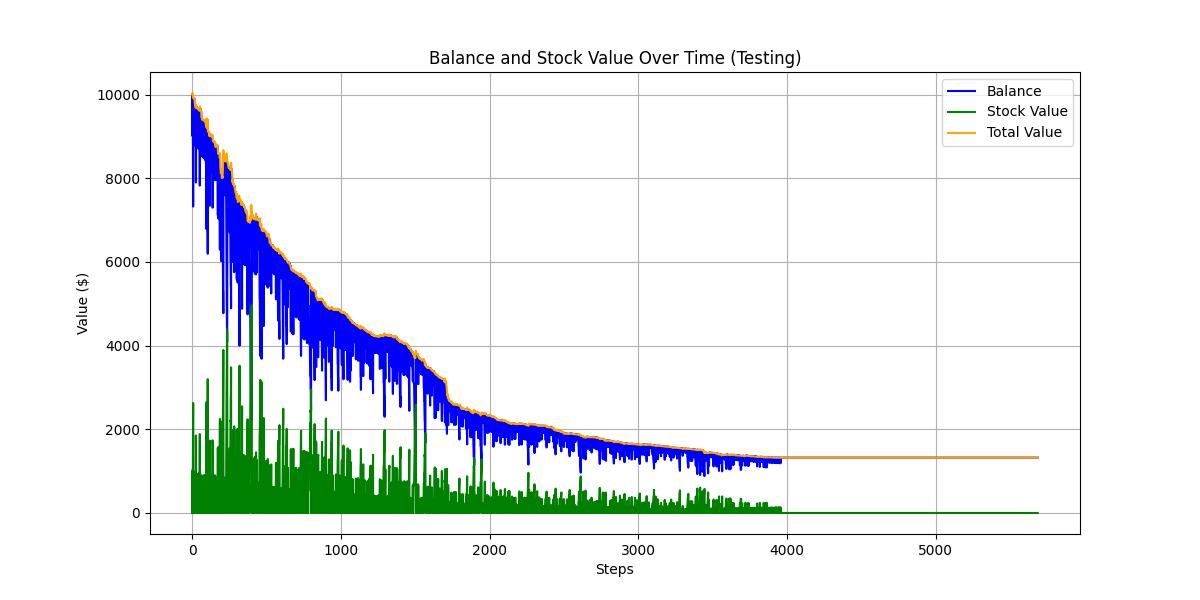 Balance and Stock Value Over Time (Testing)
Balance
Stock Value
Total Value
Value ($)
10000
8000
6000
4000
2000
0
0 1000 2000 3000 4000 5000
Steps